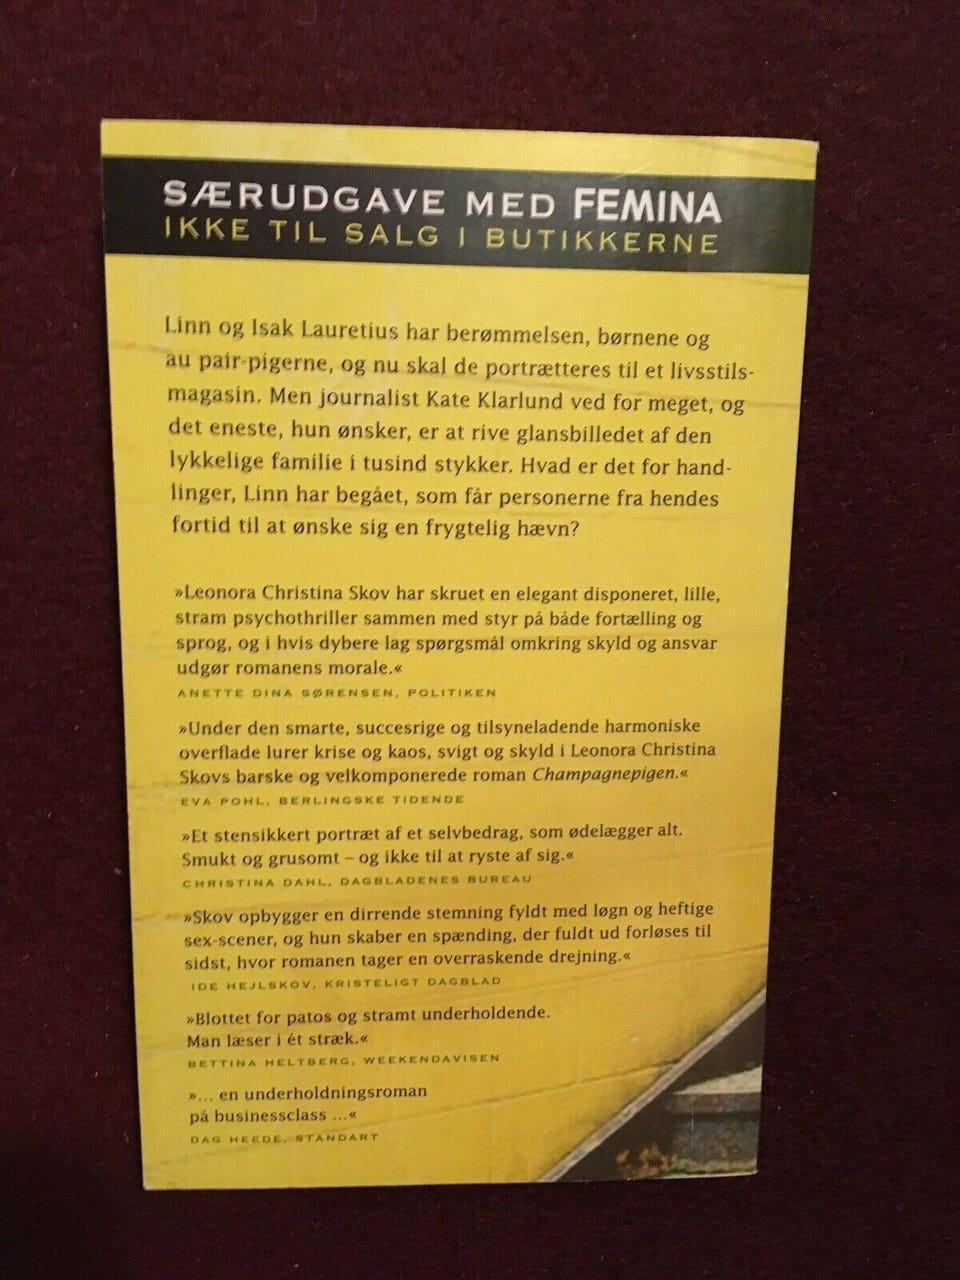 SÆRUDGAVE MED FEMINA
IKKE TIL SALG I BUTIKKERNE
Linn og Isak Lauretius har berømmelsen, børnene og
au pair-pigerne, og nu skal de portrætteres til et livsstils-
magasin. Men journalist Kate Klarlund ved for meget, og
det eneste, hun ønsker, er at rive glansbilledet af den
lykkelige familie i tusind stykker. Hvad er det for hand-
linger, Linn har begået, som får personerne fra hendes
fortid til at ønske sig en frygtelig hævn?
»Leonora Christina Skov har skruet en elegant disponeret, lille,
stram psychothriller sammen med styr på både fortælling og
sprog, og i hvis dybere lag spørgsmål omkring skyld og ansvar
udgør romanens morale.«
ANETTE DINA SØRENSEN, POLITIKEN
»Under den smarte, succesrige og tilsyneladende harmoniske
overflade lurer krise og kaos, svigt og skyld i Leonora Christina
Skovs barske og velkomponerede roman Champagnepigen.«
EVA POHL, BERLINGSKE TIDENDE
»Et stensikkert portræt af et selvbedrag, som ødelægger alt.
Smukt og grusomt – og ikke til at ryste af sig.«
CHRISTINA DAHL, DAGBLADENES BUREAU
»Skov opbygger en dirrende stemning fyldt med løgn og heftige
sex-scener, og hun skaber en spænding, der fuldt ud forløses til
sidst, hvor romanen tager en overraskende drejning.«
IDE HEJLSKOV, KRISTELIGT DAGBLAD
»Blottet for patos og stramt underholdende.
Man læser i ét stræk.«
BETTINA HELTBERG, WEEKENDAVISEN
»... en underholdningsroman
på businessclass ...«
DAG HEEDE, STANDART